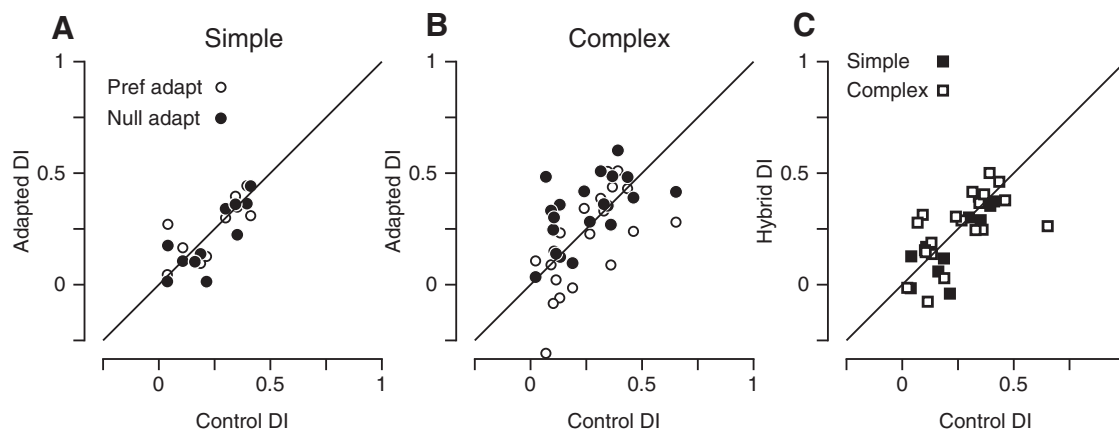 A
Simple
Pref adapt
Null adapt
Adapted DI
1
0.5
0
0
0.5
1
Control DI
B
Complex
Adapted DI
1
0.5
0
0
0.5
1
Control DI
C
Simple
Complex
Hybrid DI
1
0.5
0
0
0.5
Control DI